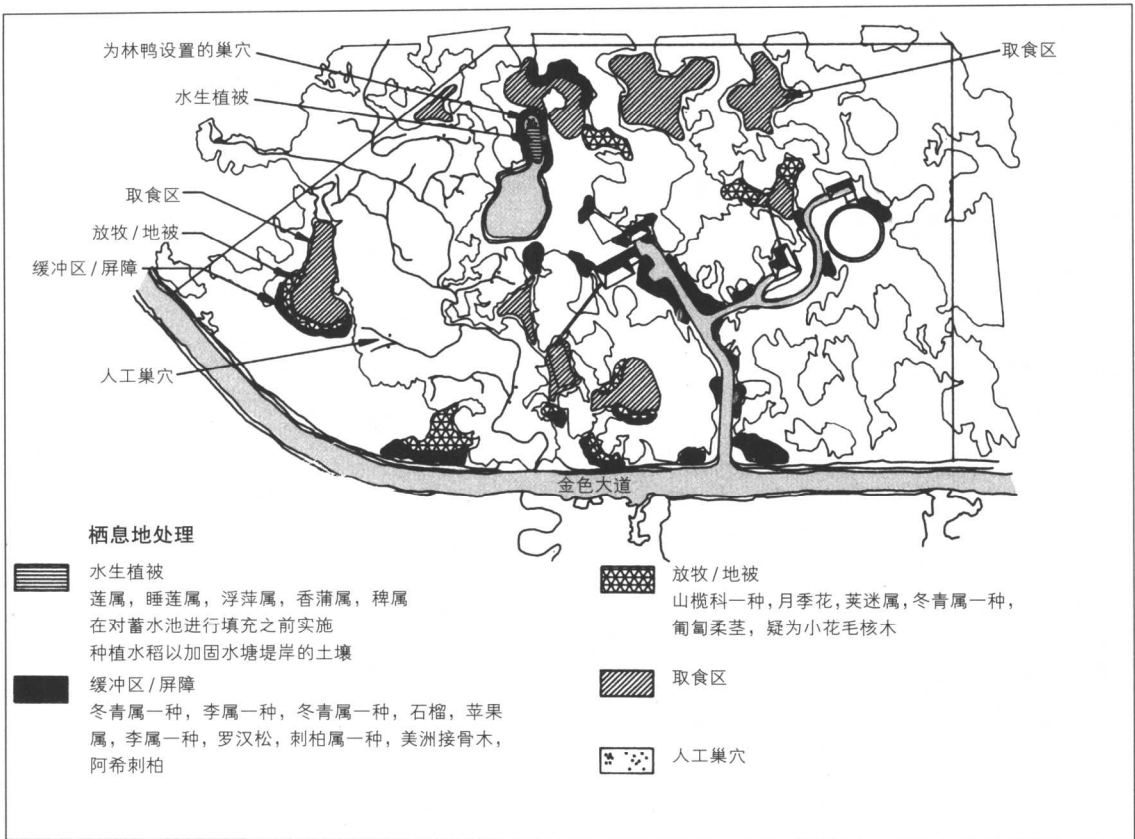 为林鸭设置的巢穴
取食区
水生植被
取食区
放牧/地被
缓冲区/屏障
人工巢穴
金色大道
栖息地处理
水生植被
莲属，睡莲属，浮萍属，香蒲属，稗属
在对蓄水池进行填充之前实施
种植水稻以加固水塘堤岸的土壤
缓冲区/屏障
冬青属一种，李属一种，冬青属一种，石榴，苹果
属，李属一种，罗汉松，刺柏属一种，美洲接骨木，
阿希刺柏
放牧/地被
山榄科一种，月季花，荚迷属，冬青属一种，
匍匐柔茎，疑为小花毛核木
取食区
人工巢穴